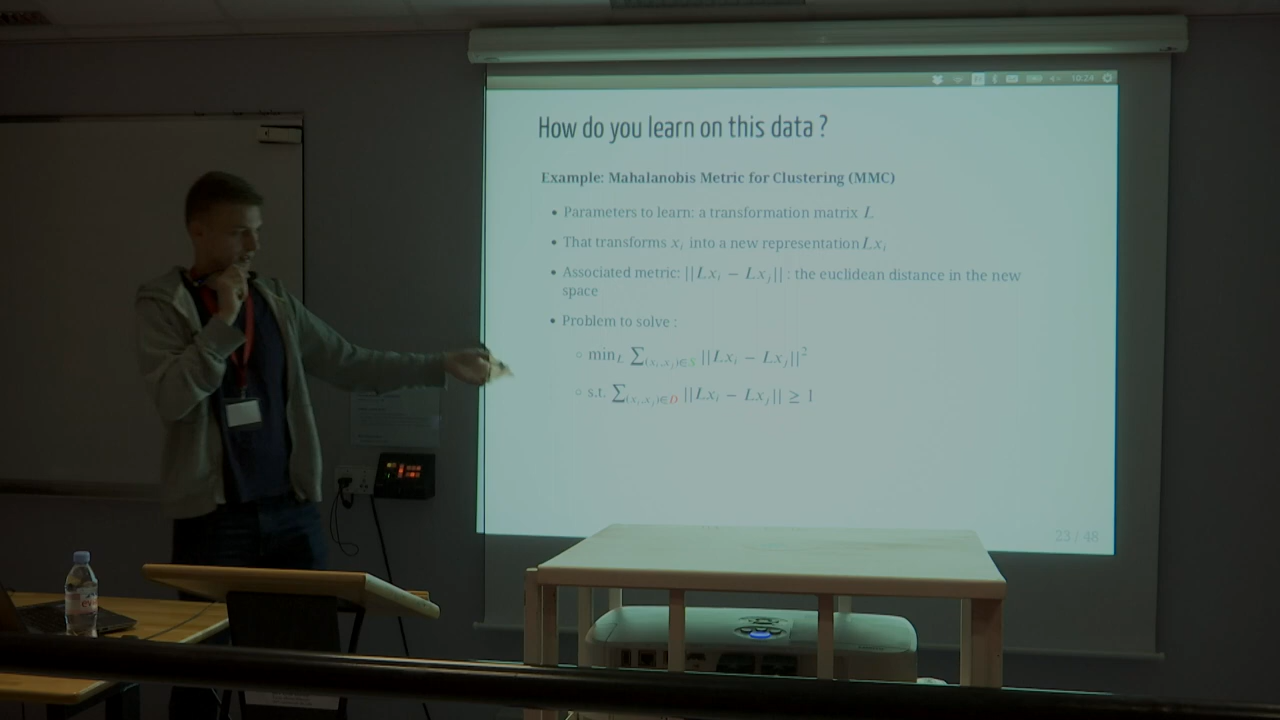 10:24
How do you learn on this data ?
Example: Mahalanobis Metric for Clustering (MMC)
• Parameters to learn: a transformation matrix L
• That transforms xᵢ into a new representation Lxᵢ
• Associated metric: ||Lxᵢ − Lxⱼ|| : the euclidean distance in the new
space
• Problem to solve :
○ min_L ∑_(xᵢ,xⱼ)∈S ||Lxᵢ − Lxⱼ||²
○ s.t. ∑_(xᵢ,xⱼ)∈D ||Lxᵢ − Lxⱼ|| ≥ 1
23 / 48